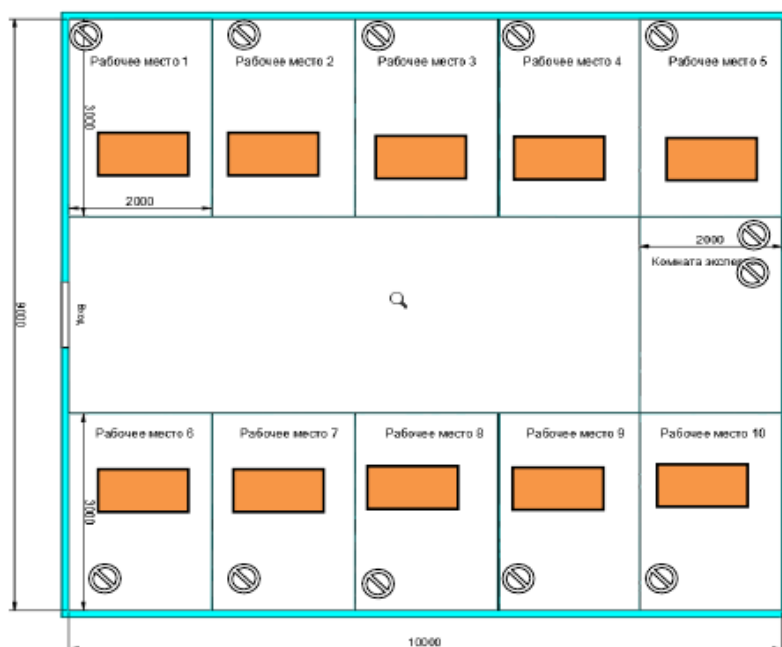 Рабочее место 1
Рабочее место 2
Рабочее место 3
Рабочее место 4
Рабочее место 5
3000
2000
2000
Комната
9000
Вход
Рабочее место 6
Рабочее место 7
Рабочее место 8
Рабочее место 9
Рабочее место 10
3000
10000